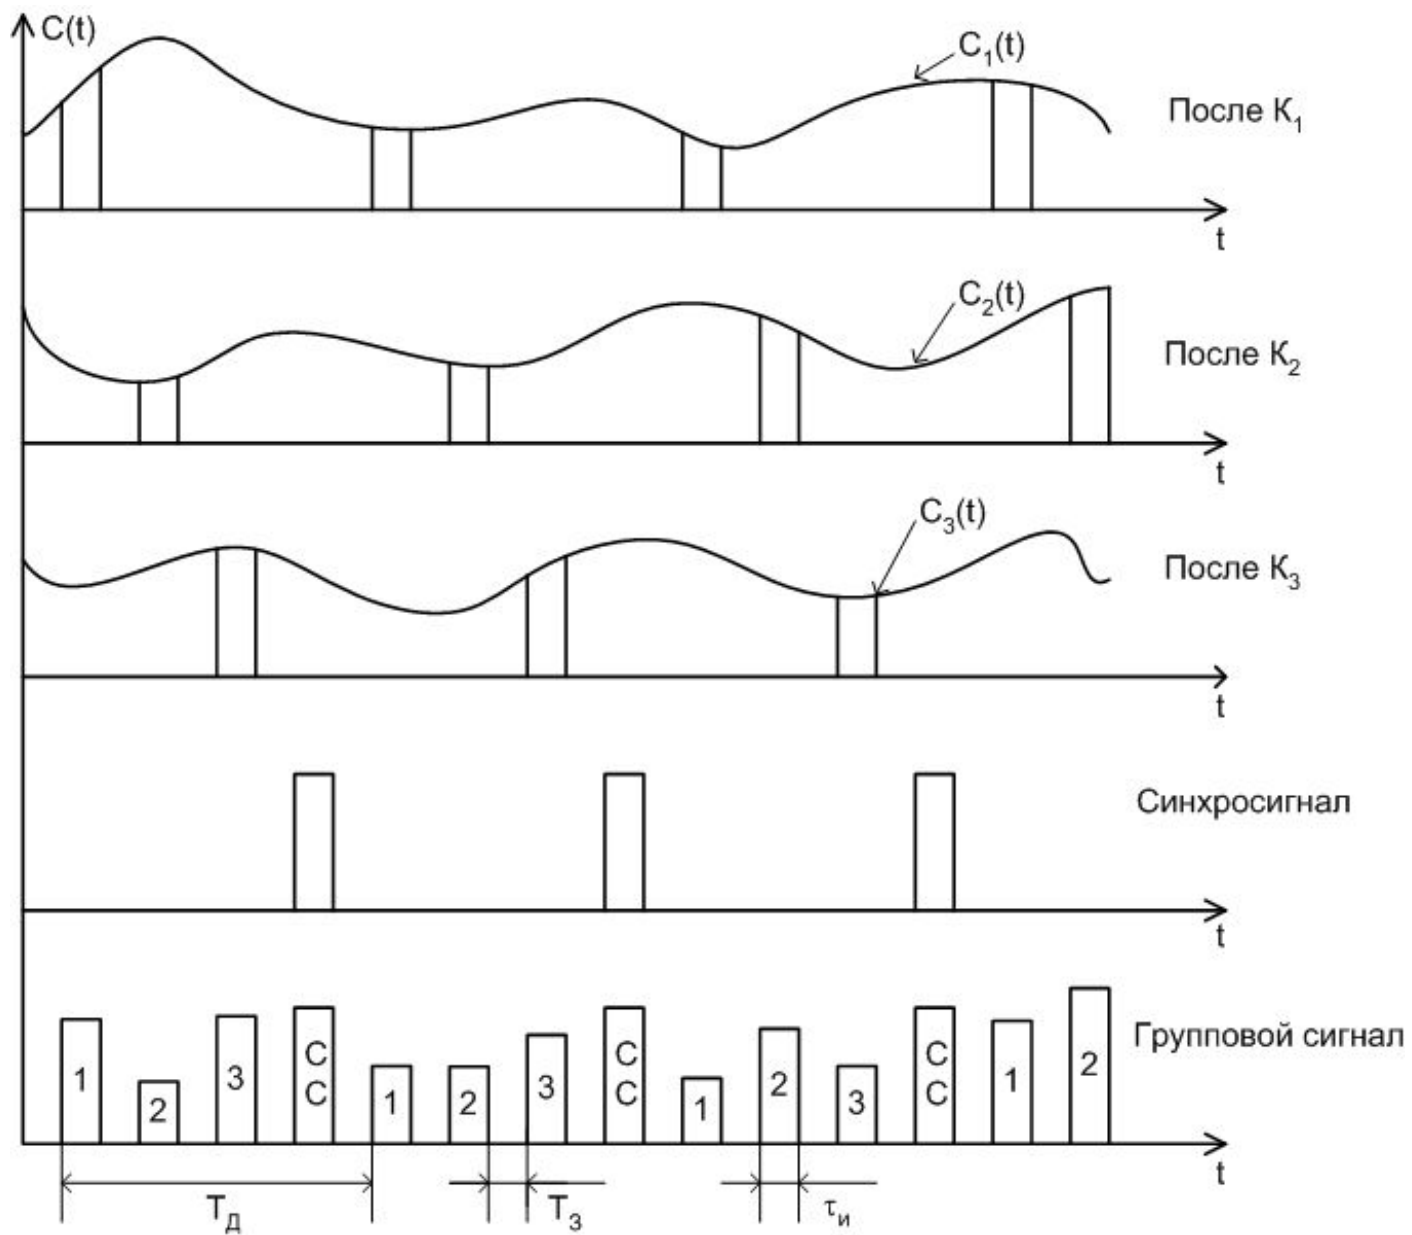 C(t)
C₁(t)
После К₁
t
C₂(t)
После К₂
t
C₃(t)
После К₃
t
Синхросигнал
t
Групповой сигнал
1 2 3 С С 1 2 3 С С 1 2 3 С С 1 2
t
Tд Tз τи